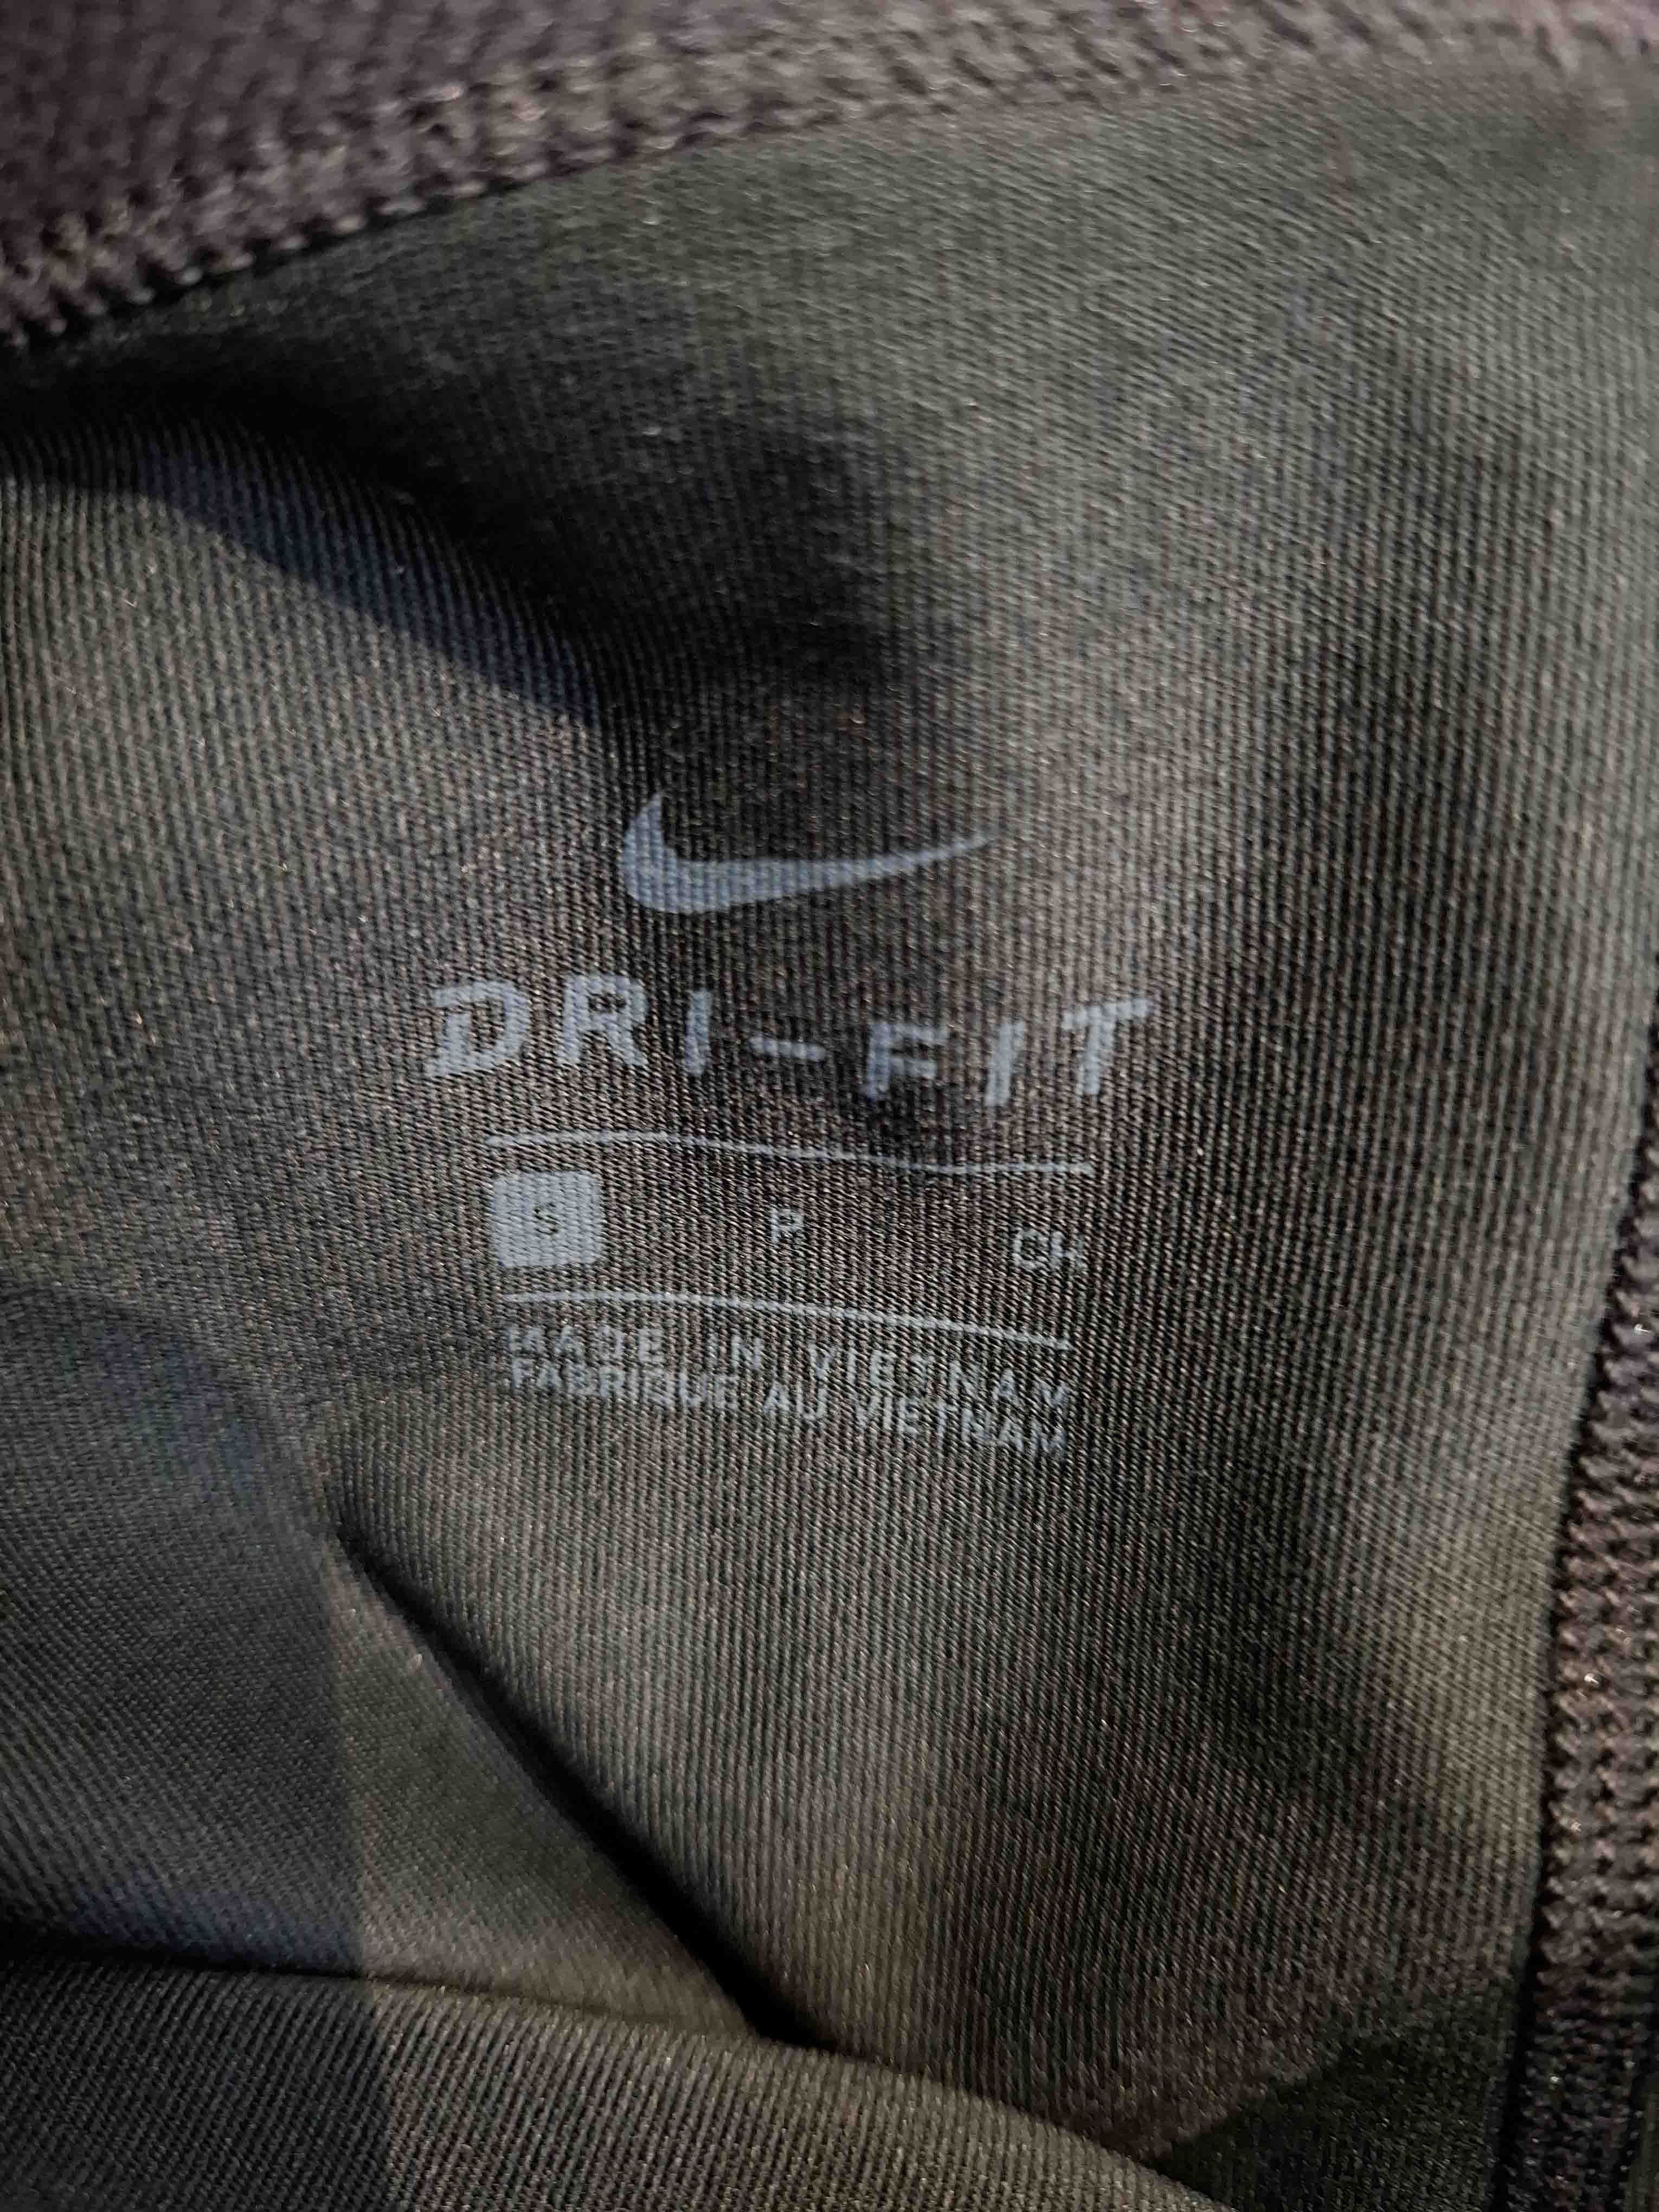 DRI-FIT
S P CH
MADE IN VIETNAM
FABRIQUE AU VIETNAM